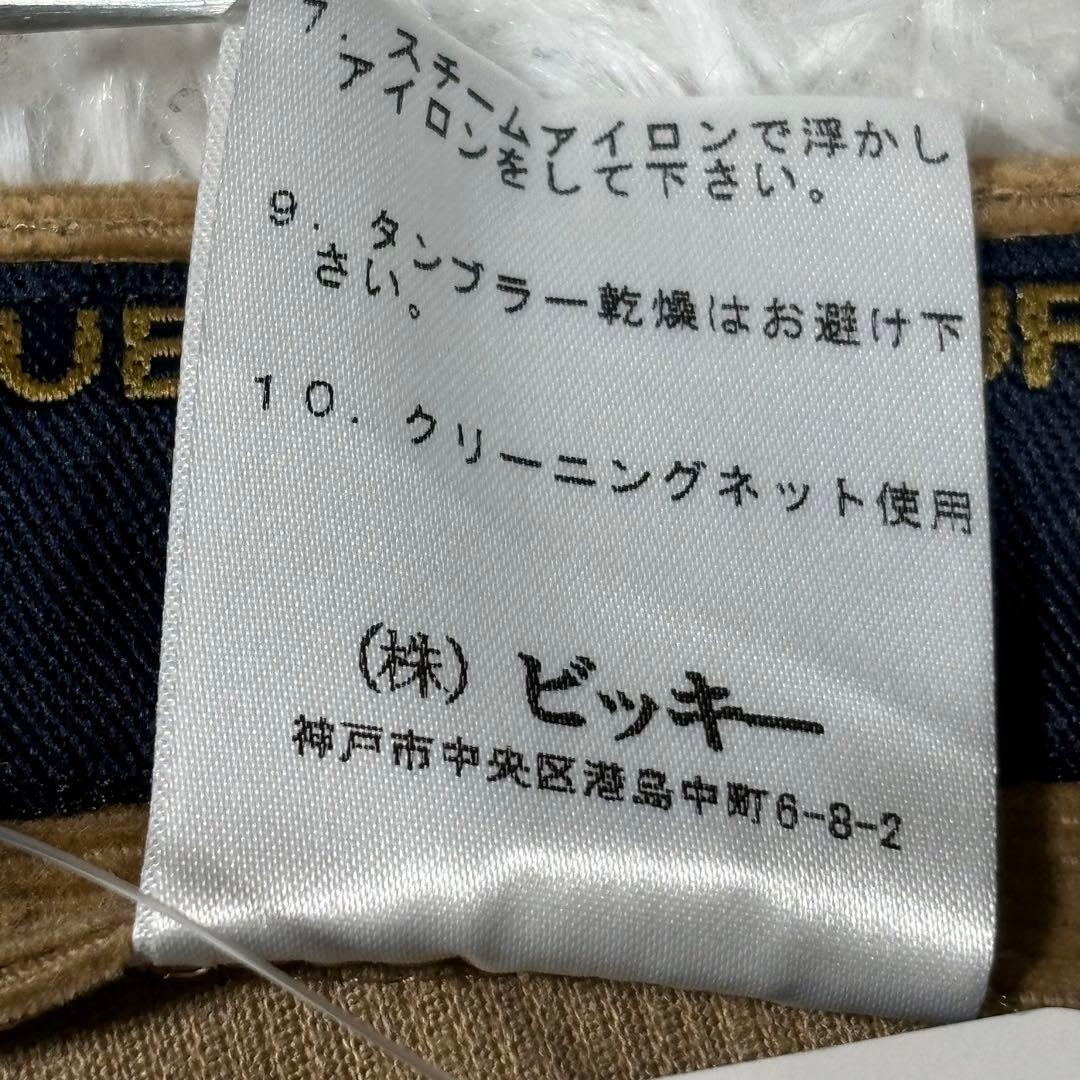 7. スチームアイロンで浮かし
アイロンをして下さい。
9. タンブラー乾燥はお避け下
さい。
10. クリーニングネット使用
(株) ビッキー
神戸市中央区港島中町6-8-2
UE